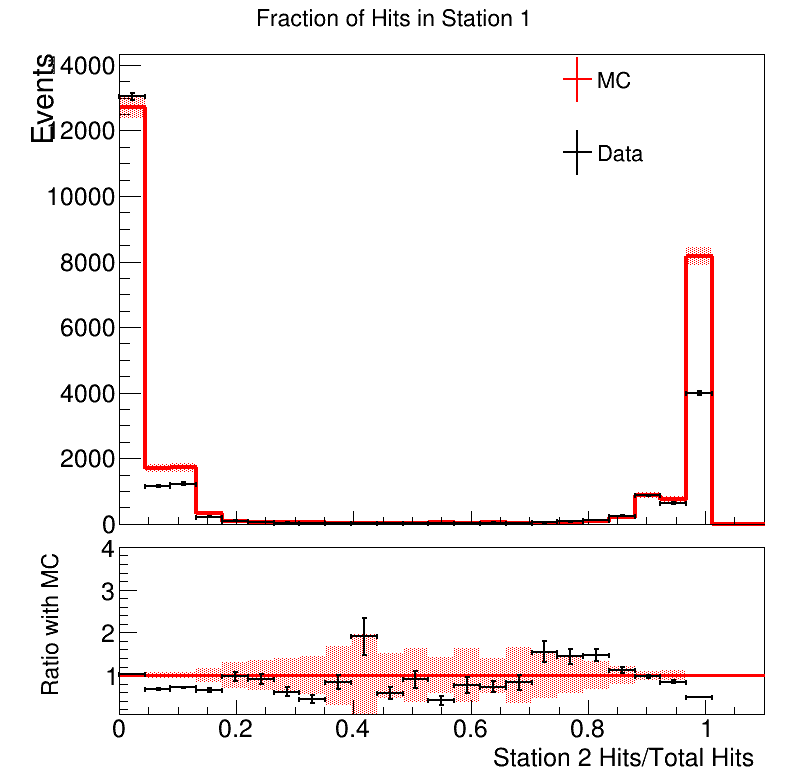 Fraction of Hits in Station 1
Events
14000
12000
10000
8000
6000
4000
2000
0
MC
Data
Ratio with MC
4
3
2
1
0 0.2 0.4 0.6 0.8 1
Station 2 Hits/Total Hits